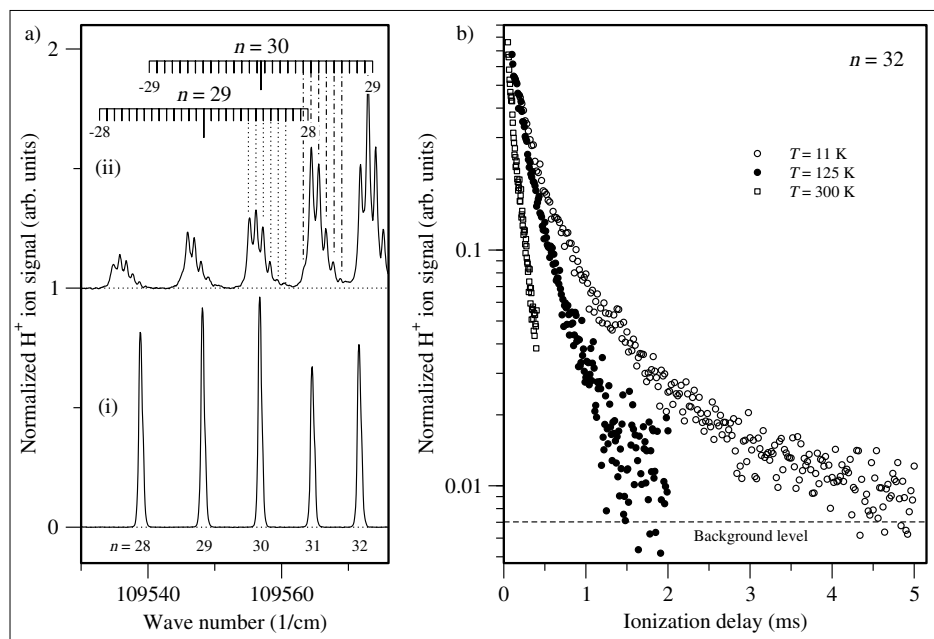 a)
2
n = 30
-29
29
n = 29
-28
28
(ii)
1
(i)
0
n = 28
29
30
31
32
109540
109560
Wave number (1/cm)
Normalized H+ ion signal (arb. units)
b)
n = 32
T = 11 K
T = 125 K
T = 300 K
0.1
0.01
Background level
0
1
2
3
4
5
Ionization delay (ms)
Normalized H+ ion signal (arb. units)